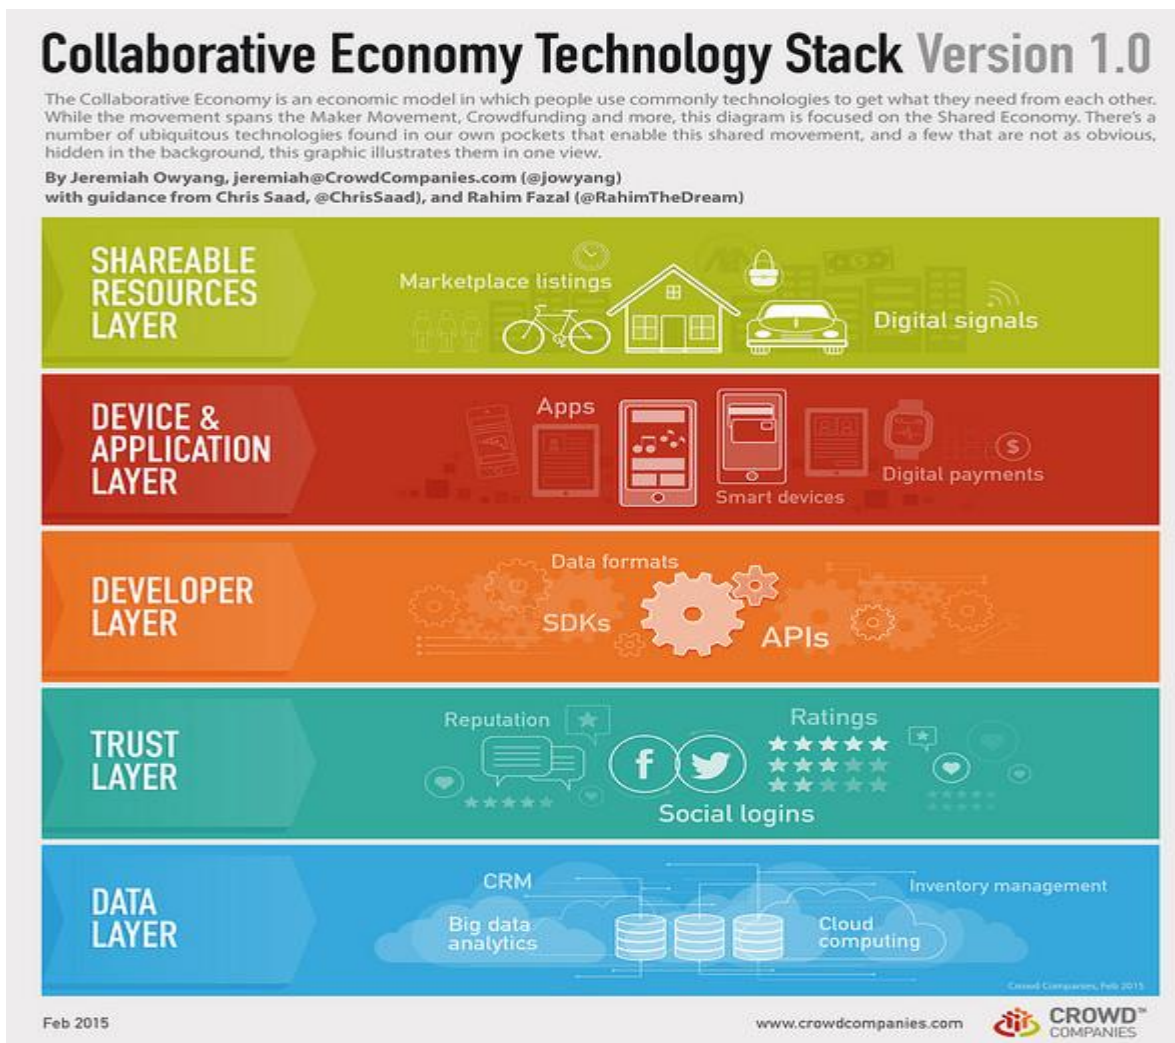 Collaborative Economy Technology Stack Version 1.0
The Collaborative Economy is an economic model in which people use commonly technologies to get what they need from each other.
While the movement spans the Maker Movement, Crowdfunding and more, this diagram is focused on the Shared Economy. There's a
number of ubiquitous technologies found in our own pockets that enable this shared movement, and a few that are not as obvious,
hidden in the background, this graphic illustrates them in one view.
By Jeremiah Owyang, jeremiah@CrowdCompanies.com (@jowyang)
with guidance from Chris Saad, @ChrisSaad), and Rahim Fazal (@RahimTheDream)
SHAREABLE
RESOURCES
LAYER
Marketplace listings
Digital signals
DEVICE &
APPLICATION
LAYER
Apps
Smart devices
Digital payments
$
DEVELOPER
LAYER
Data formats
SDKs
APIs
TRUST
LAYER
Reputation
f
Ratings
Social logins
DATA
LAYER
CRM
Big data
analytics
Cloud
computing
Inventory management
Crowd Companies, Feb 2015
Feb 2015
www.crowdcompanies.com
CROWD™
COMPANIES